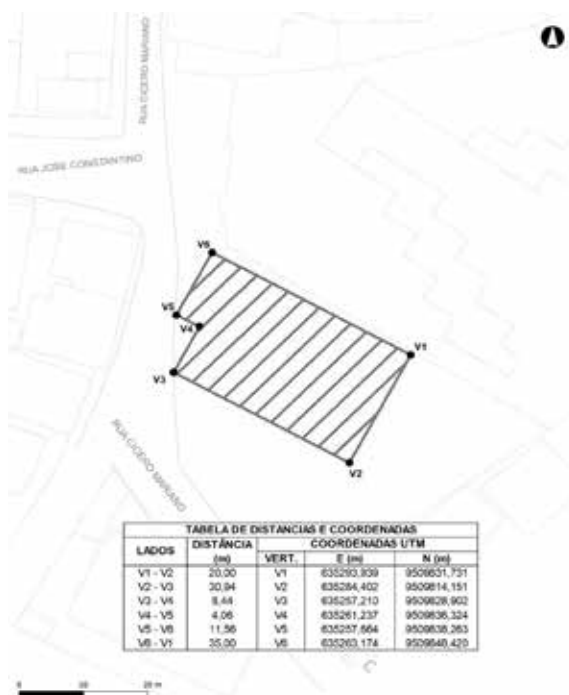 RUA CICERO MARIANO
RUA JOSE CONSTANTINO
V6
V5
V4
V1
V3
V2
RUA CICERO MARIANO
TABELA DE DISTANCIAS E COORDENADAS
LADOS DISTÂNCIA (m) COORDENADAS UTM
VERT. E (m) N (m)
V1 - V2 20,00 V1 635293,939 9509631,731
V2 - V3 30,94 V2 635284,402 9509614,151
V3 - V4 8,44 V3 635257,210 9509628,902
V4 - V5 4,06 V4 635261,237 9509636,324
V5 - V6 11,56 V5 635257,664 9509638,263
V6 - V1 35,00 V6 635263,174 9509648,420
E C
0 10 20 m